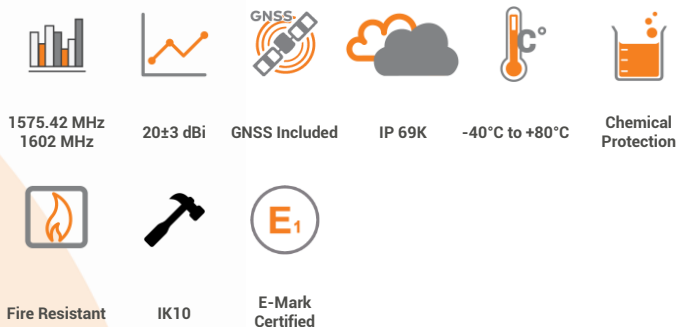 GNSS
C°
1575.42 MHz
1602 MHz
20±3 dBi
GNSS Included
IP 69K
-40°C to +80°C
Chemical
Protection
E1
Fire Resistant
IK10
E-Mark
Certified